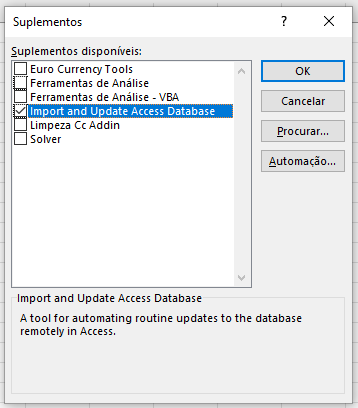 Suplementos
?
Suplementos disponíveis:
Euro Currency Tools
Ferramentas de Análise
Ferramentas de Análise - VBA
Import and Update Access Database
Limpeza Cc Addin
Solver
OK
Cancelar
Procurar...
Automação...
Import and Update Access Database
A tool for automating routine updates to the database
remotely in Access.